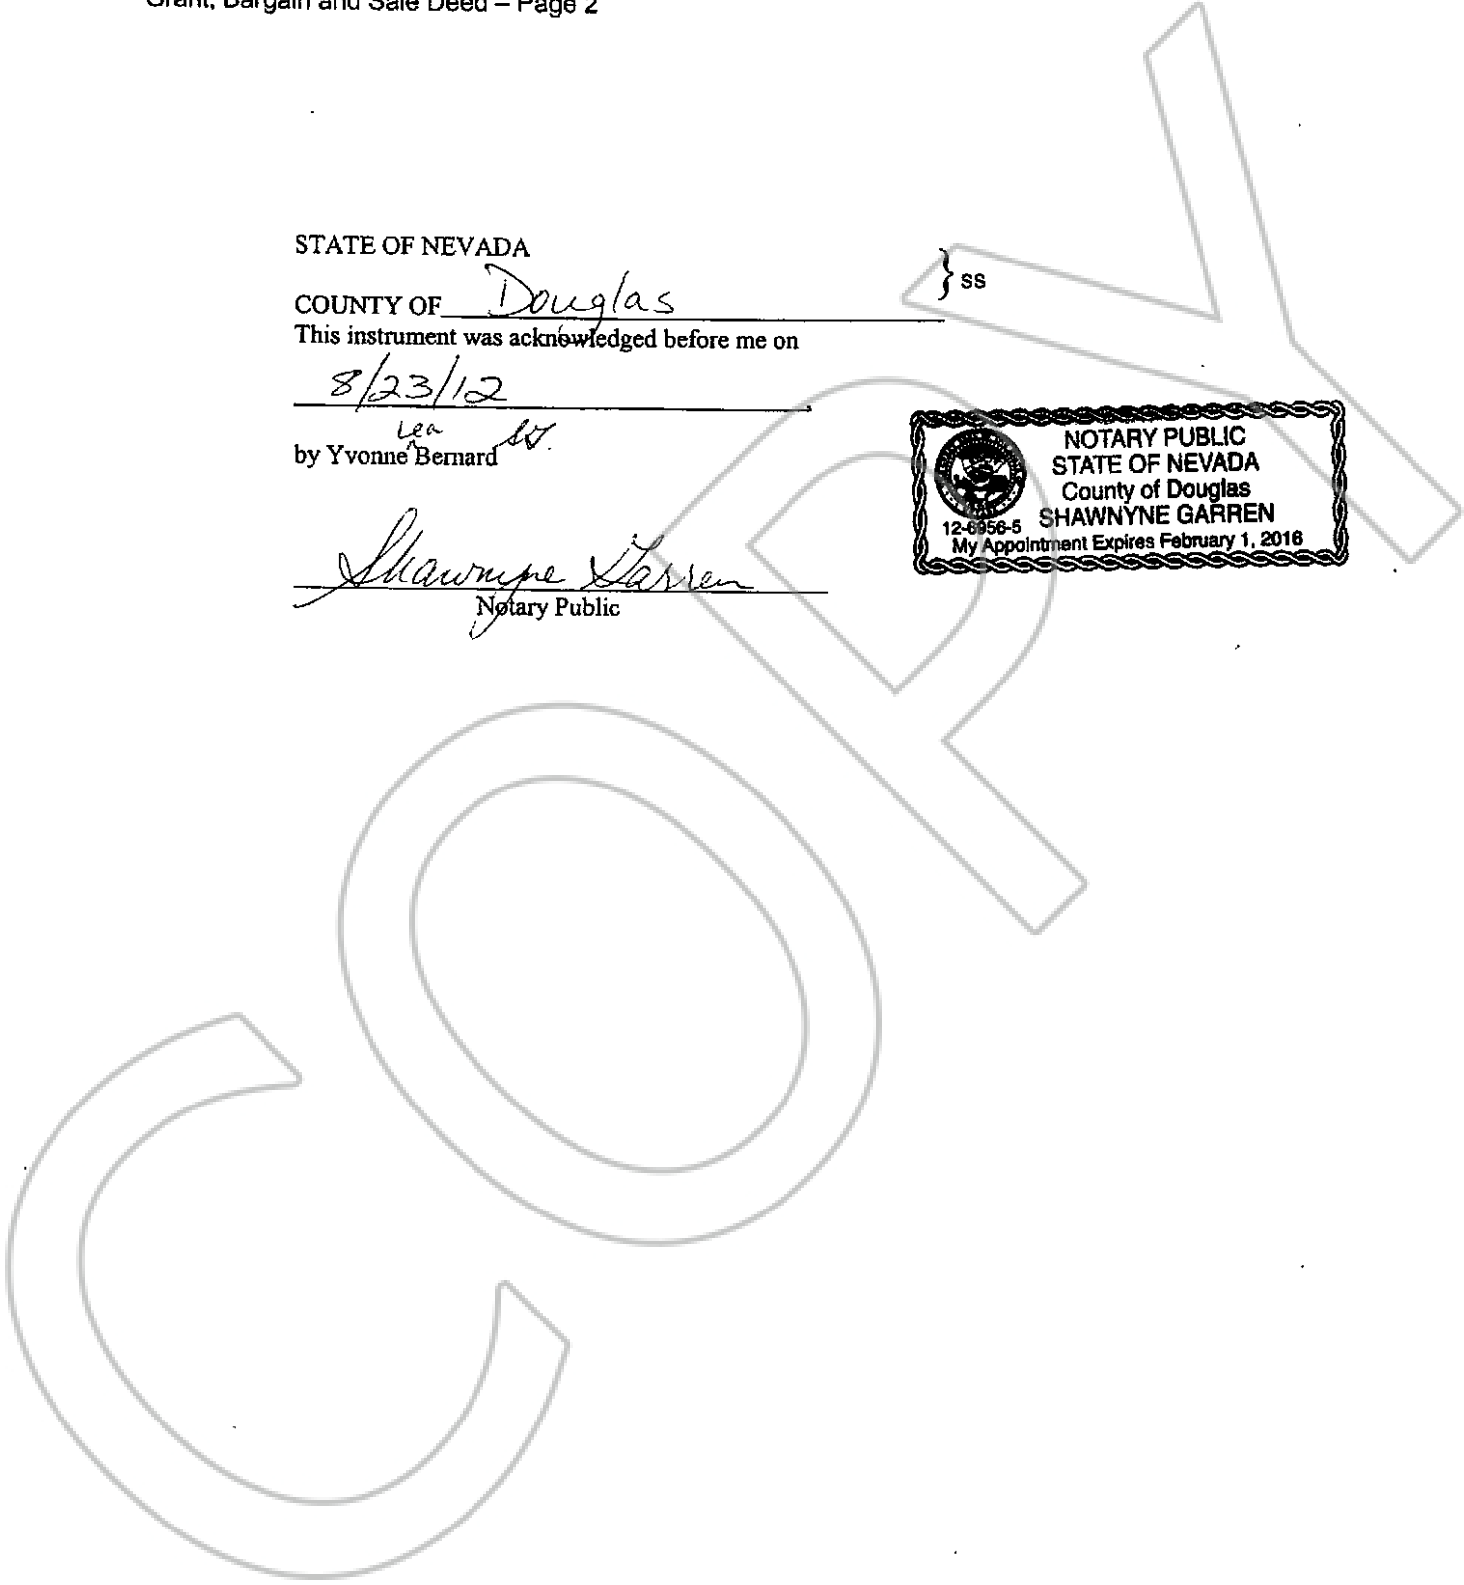 Grant, Bargain and Sale Deed – Page 2
STATE OF NEVADA
COUNTY OF Douglas
} ss
This instrument was acknowledged before me on
8/23/12
Lea
by Yvonne Bernard
Shawnyne Garren
Notary Public
NOTARY PUBLIC
STATE OF NEVADA
County of Douglas
SHAWNYNE GARREN
12-6956-5
My Appointment Expires February 1, 2016
COPY